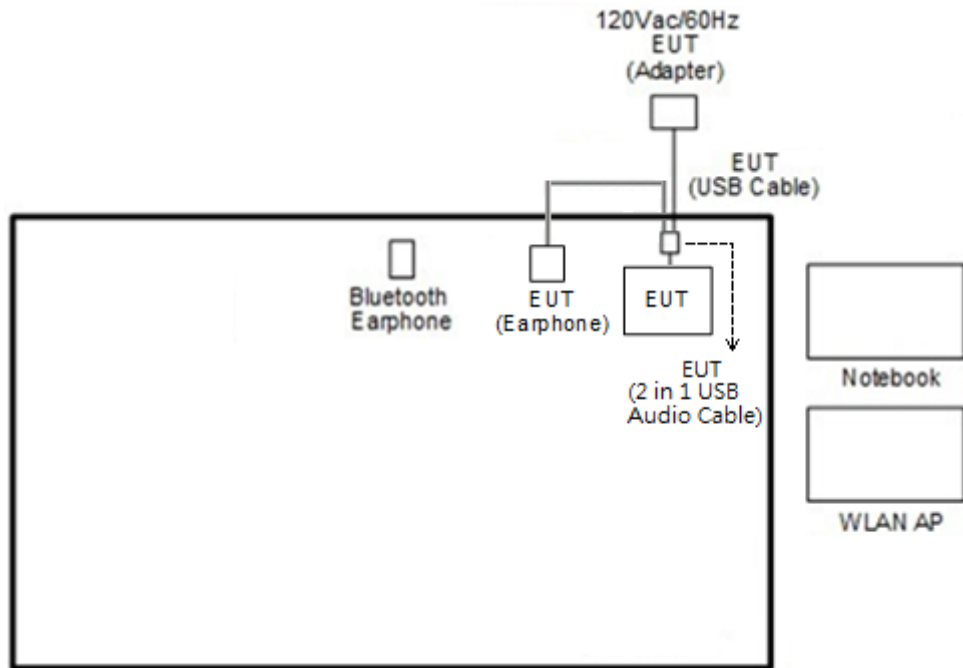 120Vac/60Hz
EUT
(Adapter)
EUT
(USB Cable)
Bluetooth
Earphone
EUT
(Earphone)
EUT
EUT
(2 in 1 USB
Audio Cable)
Notebook
WLAN AP